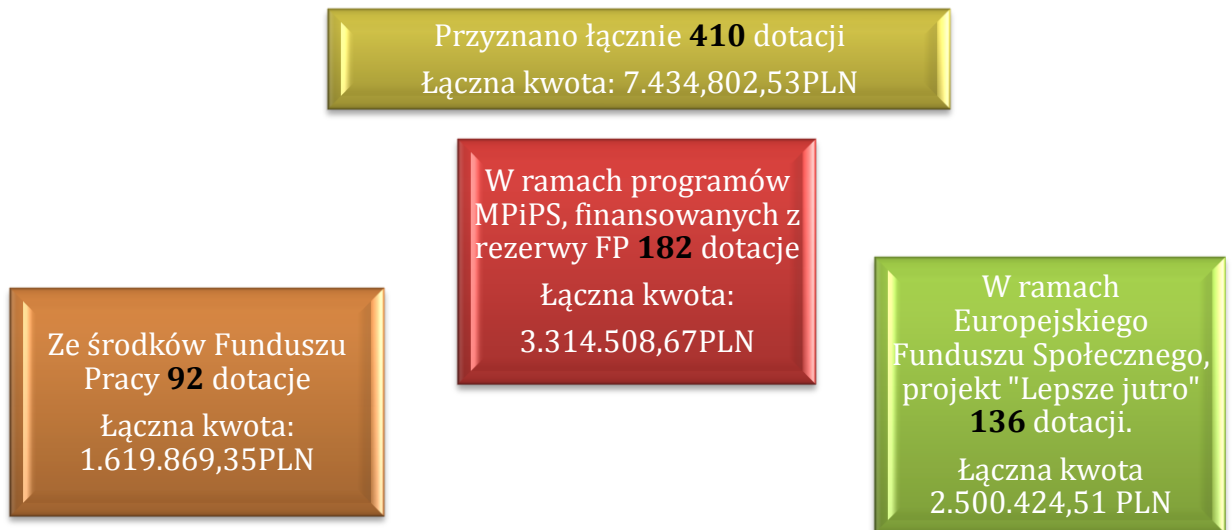 Przyznano łącznie 410 dotacji
Łączna kwota: 7.434,802,53PLN
W ramach programów
MPiPS, finansowanych z
rezerwy FP 182 dotacje
Łączna kwota:
3.314.508,67PLN
Ze środków Funduszu
Pracy 92 dotacje
Łączna kwota:
1.619.869,35PLN
W ramach
Europejskiego
Funduszu Społecznego,
projekt "Lepsze jutro"
136 dotacji.
Łączna kwota
2.500.424,51 PLN